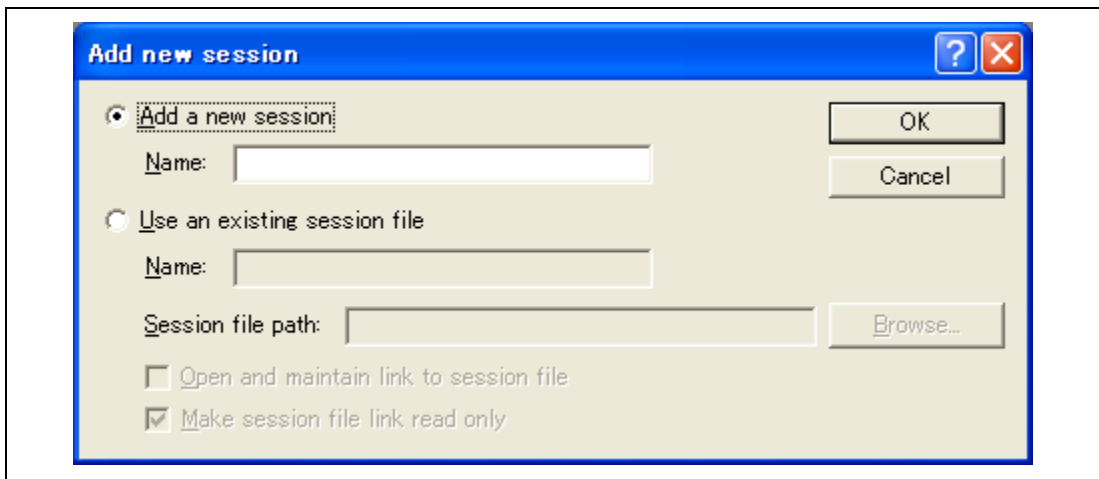 Add new session
Add a new session
OK
Name:
Cancel
Use an existing session file
Name:
Session file path:
Browse...
Open and maintain link to session file
Make session file link read only